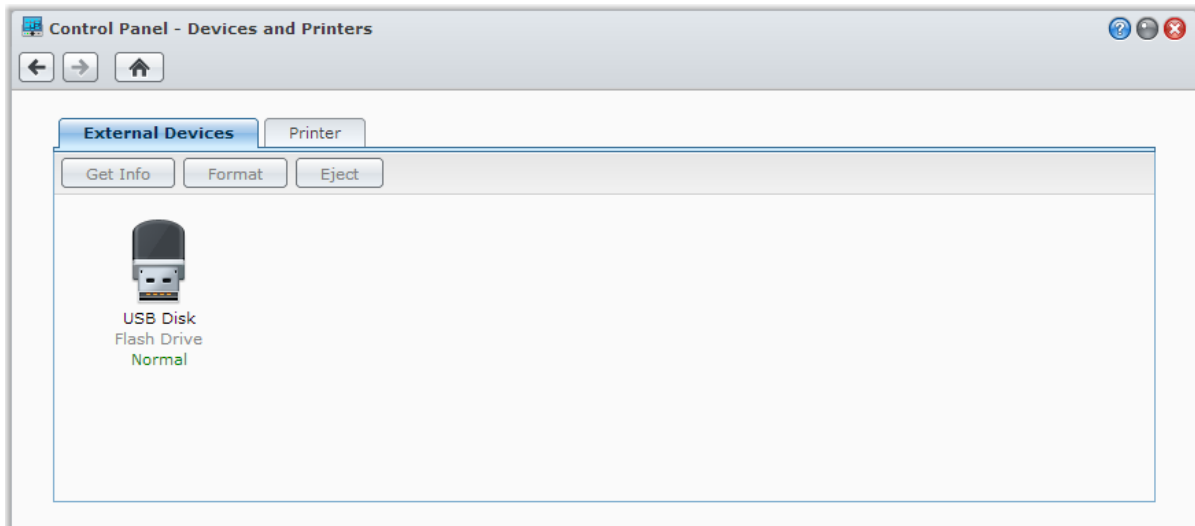 Control Panel - Devices and Printers
External Devices Printer
Get Info Format Eject
USB Disk
Flash Drive
Normal